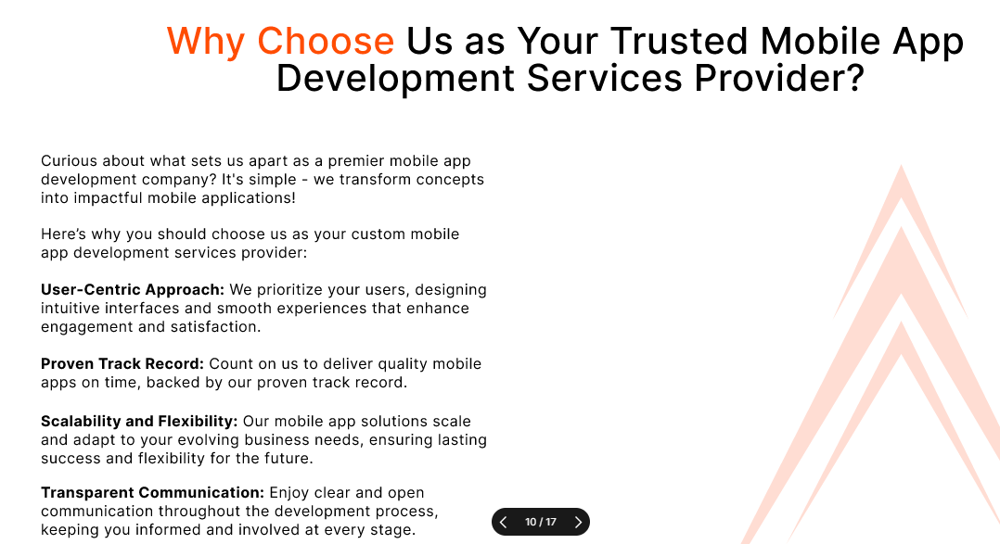 Why Choose Us as Your Trusted Mobile App
Development Services Provider?
Curious about what sets us apart as a premier mobile app
development company? It's simple - we transform concepts
into impactful mobile applications!
Here’s why you should choose us as your custom mobile
app development services provider:
User-Centric Approach: We prioritize your users, designing
intuitive interfaces and smooth experiences that enhance
engagement and satisfaction.
Proven Track Record: Count on us to deliver quality mobile
apps on time, backed by our proven track record.
Scalability and Flexibility: Our mobile app solutions scale
and adapt to your evolving business needs, ensuring lasting
success and flexibility for the future.
Transparent Communication: Enjoy clear and open
communication throughout the development process,
keeping you informed and involved at every stage.
10 / 17